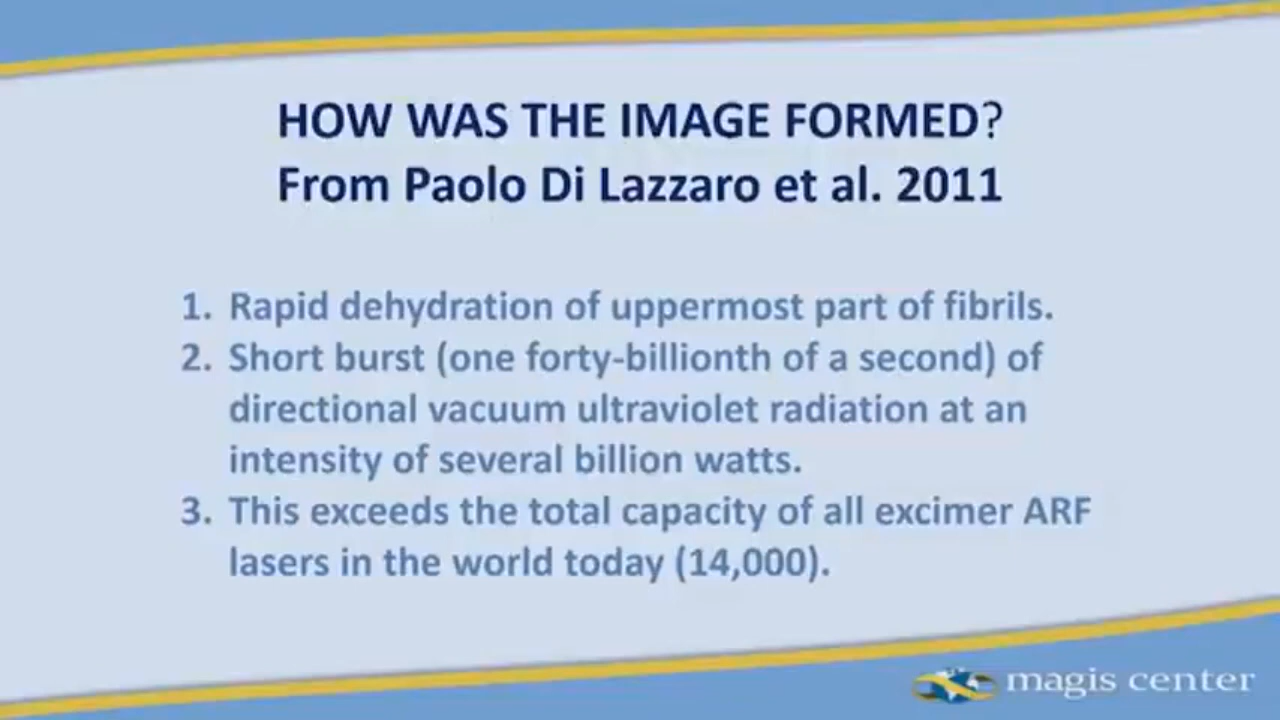 HOW WAS THE IMAGE FORMED?
From Paolo Di Lazzaro et al. 2011
1. Rapid dehydration of uppermost part of fibrils.
2. Short burst (one forty-billionth of a second) of
directional vacuum ultraviolet radiation at an
intensity of several billion watts.
3. This exceeds the total capacity of all excimer ARF
lasers in the world today (14,000).
magis center